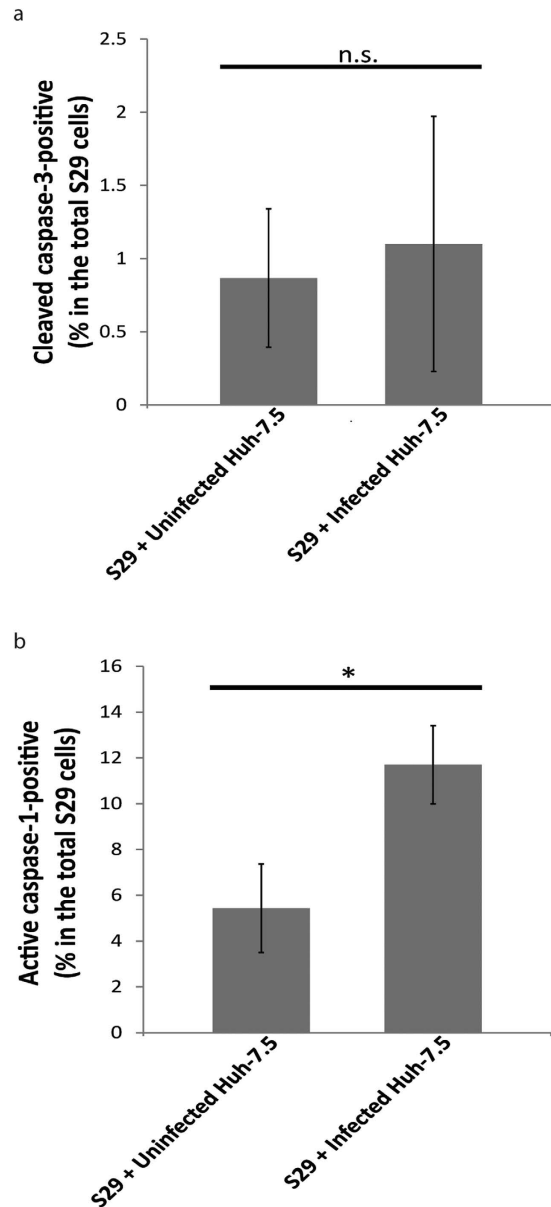 a
n.s.
Cleaved caspase-3-positive
(% in the total S29 cells)
2.5
2
1.5
1
0.5
0
S29 + Uninfected Huh-7.5
S29 + Infected Huh-7.5
b
*
Active caspase-1-positive
(% in the total S29 cells)
16
14
12
10
8
6
4
2
0
S29 + Uninfected Huh-7.5
S29 + Infected Huh-7.5